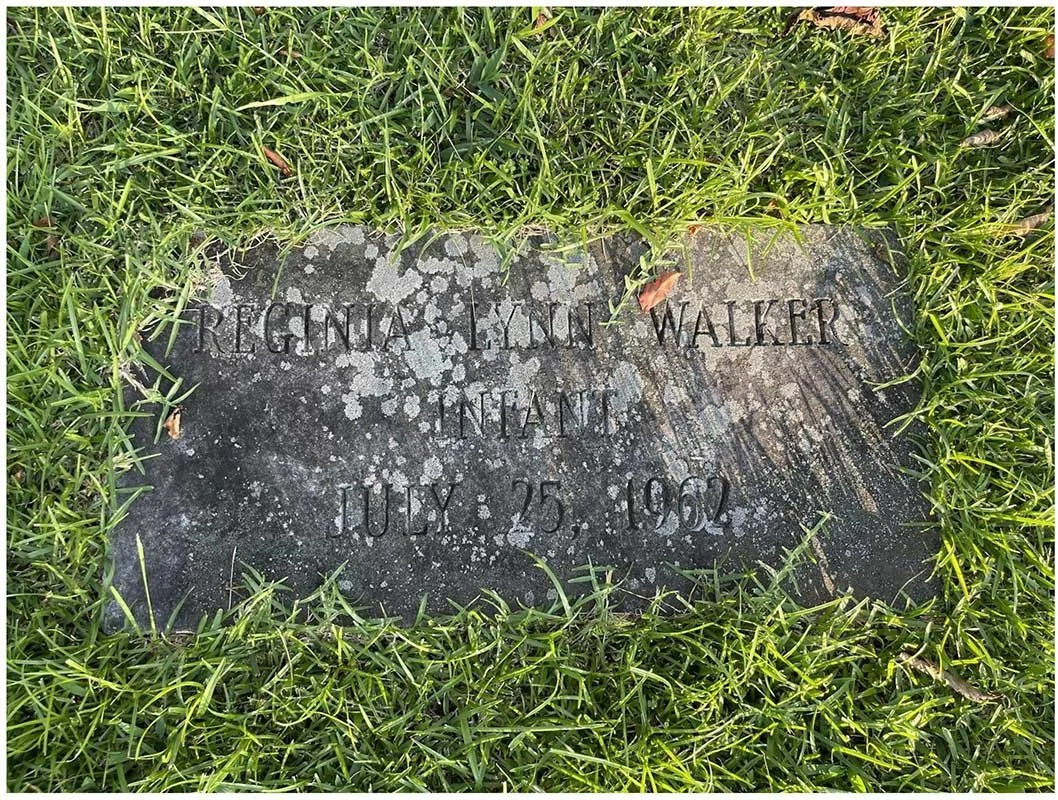 REGINIA LYNN WALKER
INFANT
JULY 25, 1962